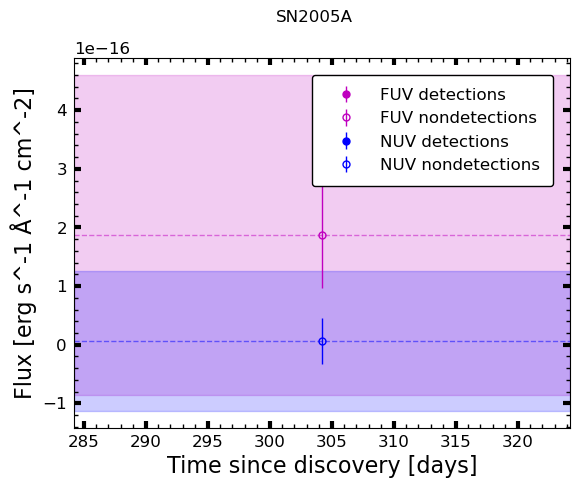 SN2005A
1e−16
4
3
2
1
0
−1
Flux [erg s^-1 Å^-1 cm^-2]
FUV detections
FUV nondetections
NUV detections
NUV nondetections
285 290 295 300 305 310 315 320
Time since discovery [days]